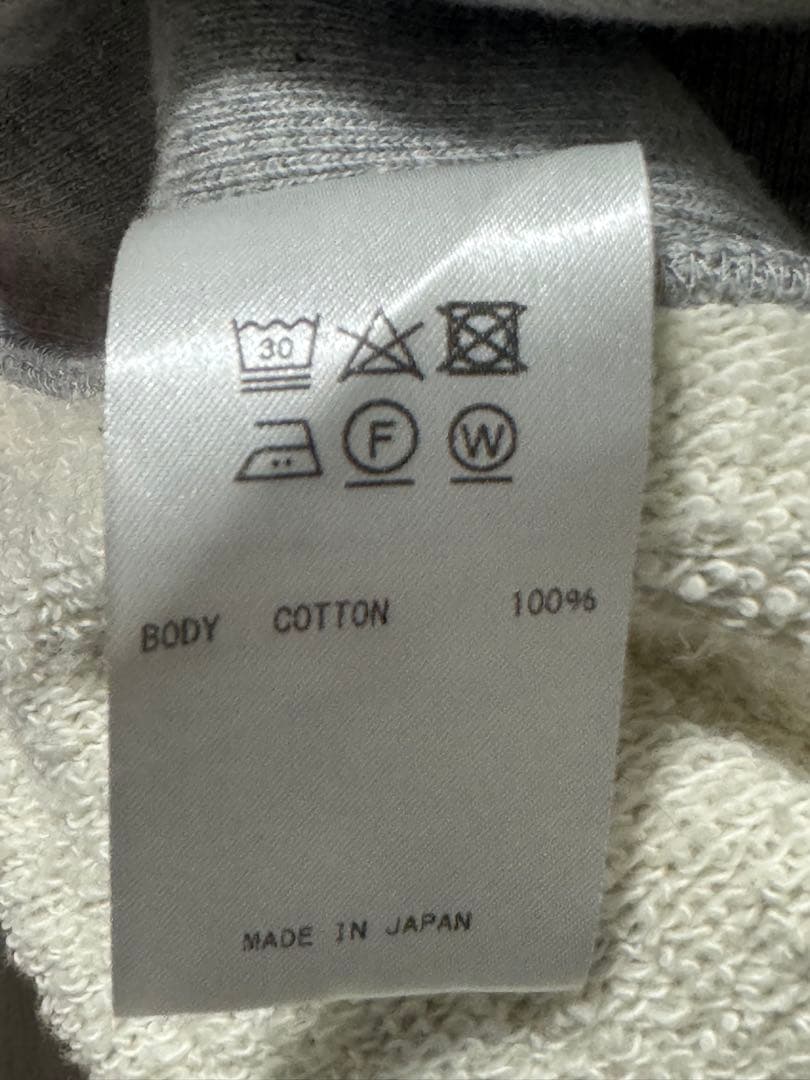 30
F W
BODY COTTON 100%
MADE IN JAPAN